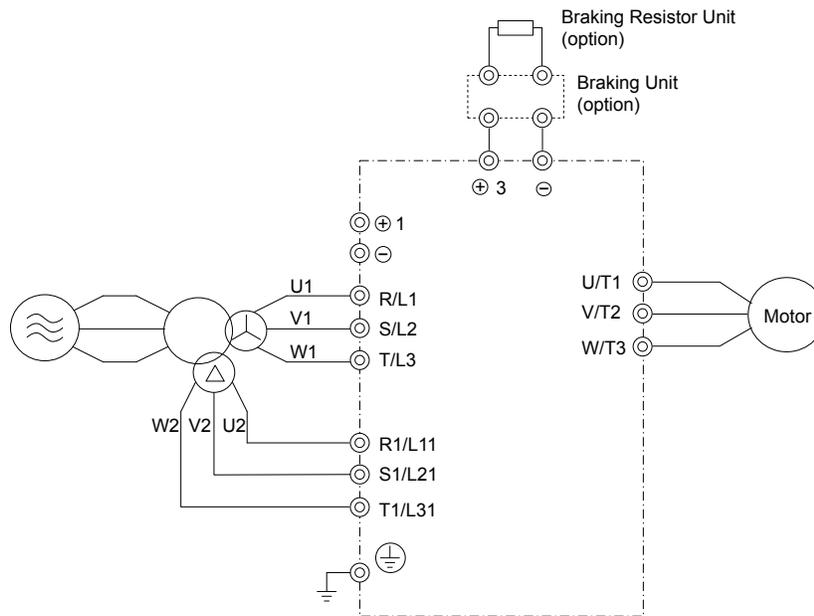 Braking Resistor Unit
(option)
Braking Unit
(option)
⊕ 3
⊖
⊕ 1
⊖
U1
R/L1
V1
S/L2
W1
T/L3
U/T1
V/T2
W/T3
Motor
W2
V2
U2
R1/L11
S1/L21
T1/L31